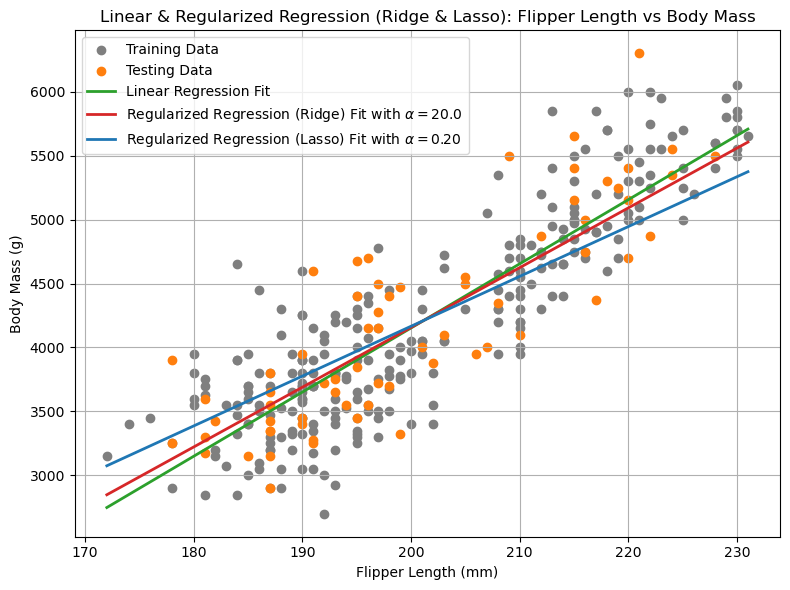 Linear & Regularized Regression (Ridge & Lasso): Flipper Length vs Body Mass
Training Data
Testing Data
Linear Regression Fit
Regularized Regression (Ridge) Fit with α = 20.0
Regularized Regression (Lasso) Fit with α = 0.20
Body Mass (g)
6000
5500
5000
4500
4000
3500
3000
170 180 190 200 210 220 230
Flipper Length (mm)